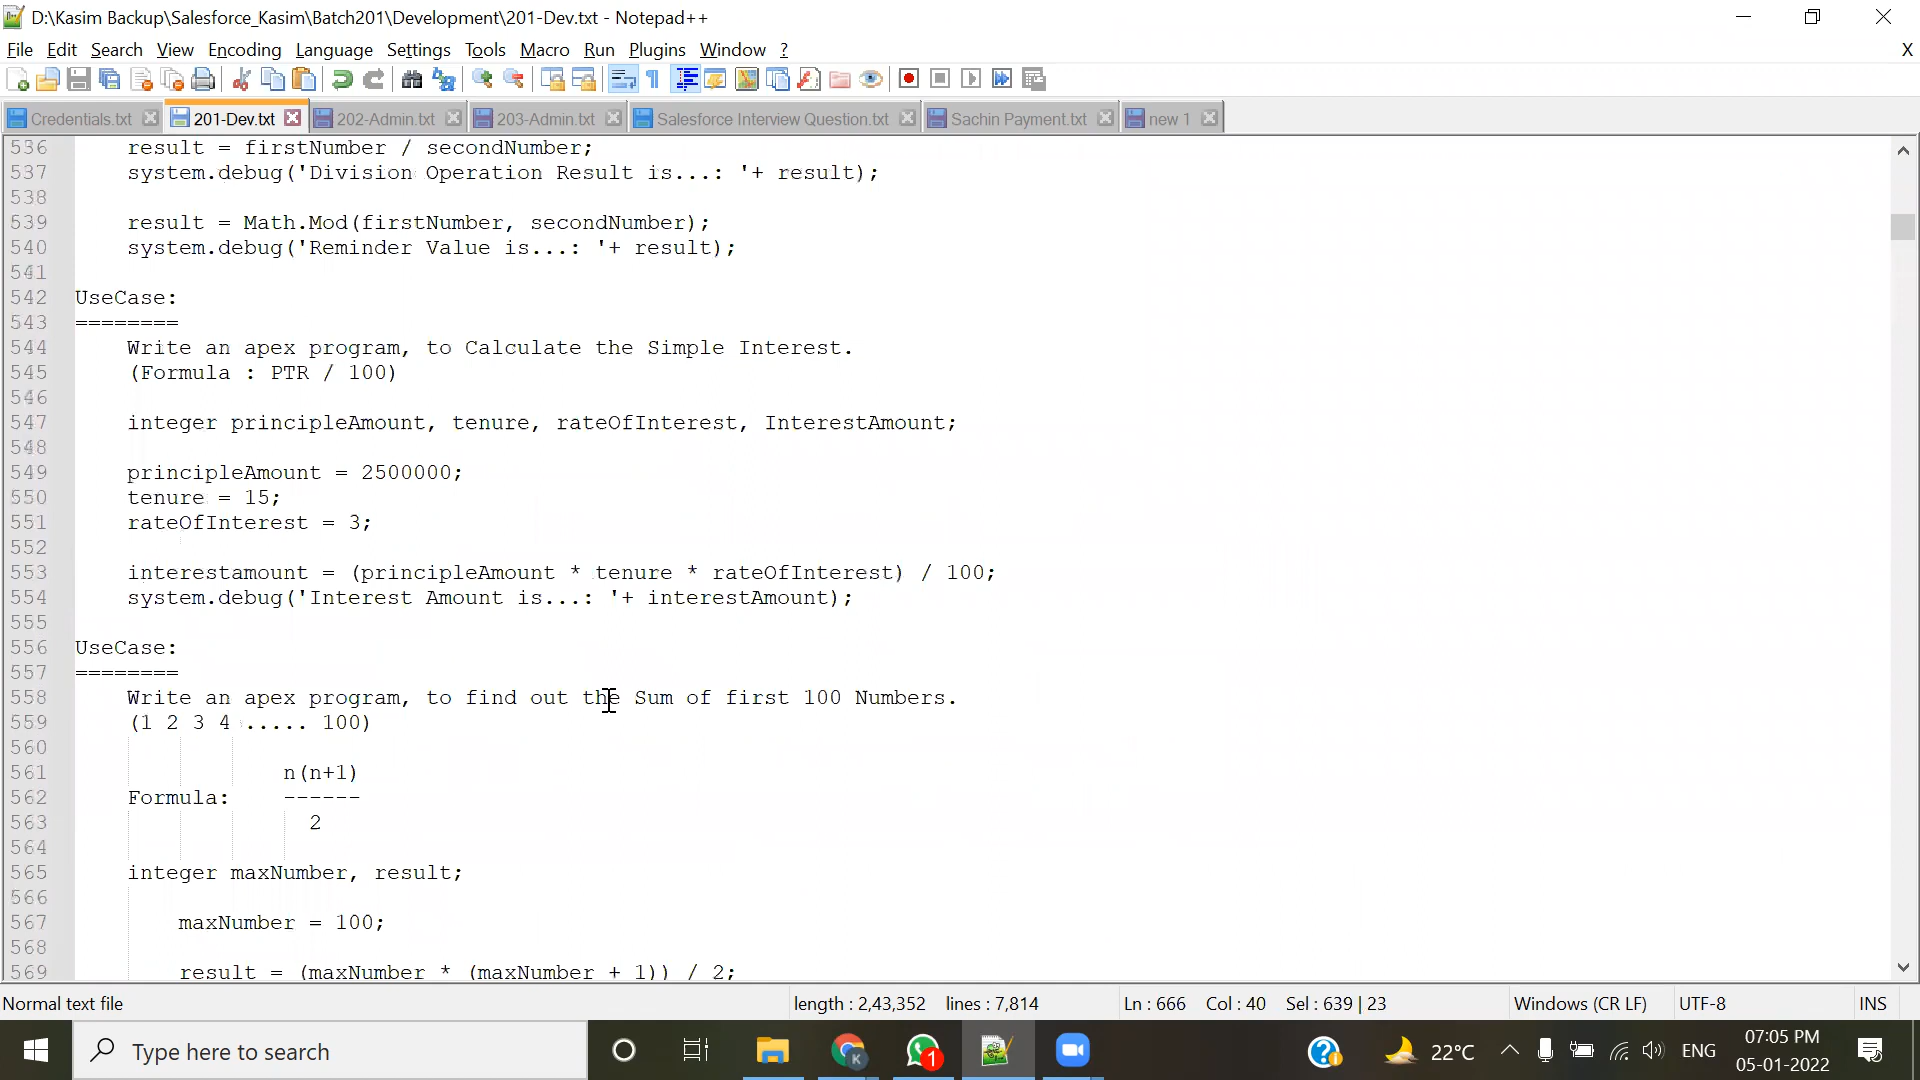 D:\Kasim Backup\Salesforce_Kasim\Batch201\Development\201-Dev.txt - Notepad++
File Edit Search View Encoding Language Settings Tools Macro Run Plugins Window ? X
Credentials.txt 201-Dev.txt 202-Admin.txt 203-Admin.txt Salesforce Interview Question.txt Sachin Payment.txt new 1
536 result = firstNumber / secondNumber;
537 system.debug('Division Operation Result is...: '+ result);
538
539 result = Math.Mod(firstNumber, secondNumber);
540 system.debug('Reminder Value is...: '+ result);
541
542 UseCase:
543 ========
544 Write an apex program, to Calculate the Simple Interest.
545 (Formula : PTR / 100)
546
547 integer principleAmount, tenure, rateOfInterest, InterestAmount;
548
549 principleAmount = 2500000;
550 tenure = 15;
551 rateOfInterest = 3;
552
553 interestamount = (principleAmount * tenure * rateOfInterest) / 100;
554 system.debug('Interest Amount is...: '+ interestAmount);
555
556 UseCase:
557 ========
558 Write an apex program, to find out the Sum of first 100 Numbers.
559 (1 2 3 4 ..... 100)
560
561 n(n+1)
562 Formula: ------
563 2
564
565 integer maxNumber, result;
566
567 maxNumber = 100;
568
569 result = (maxNumber * (maxNumber + 1)) / 2;
Normal text file length : 2,43,352 lines : 7,814 Ln : 666 Col : 40 Sel : 639 | 23 Windows (CR LF) UTF-8 INS
Type here to search 1 22°C ENG 07:05 PM
05-01-2022